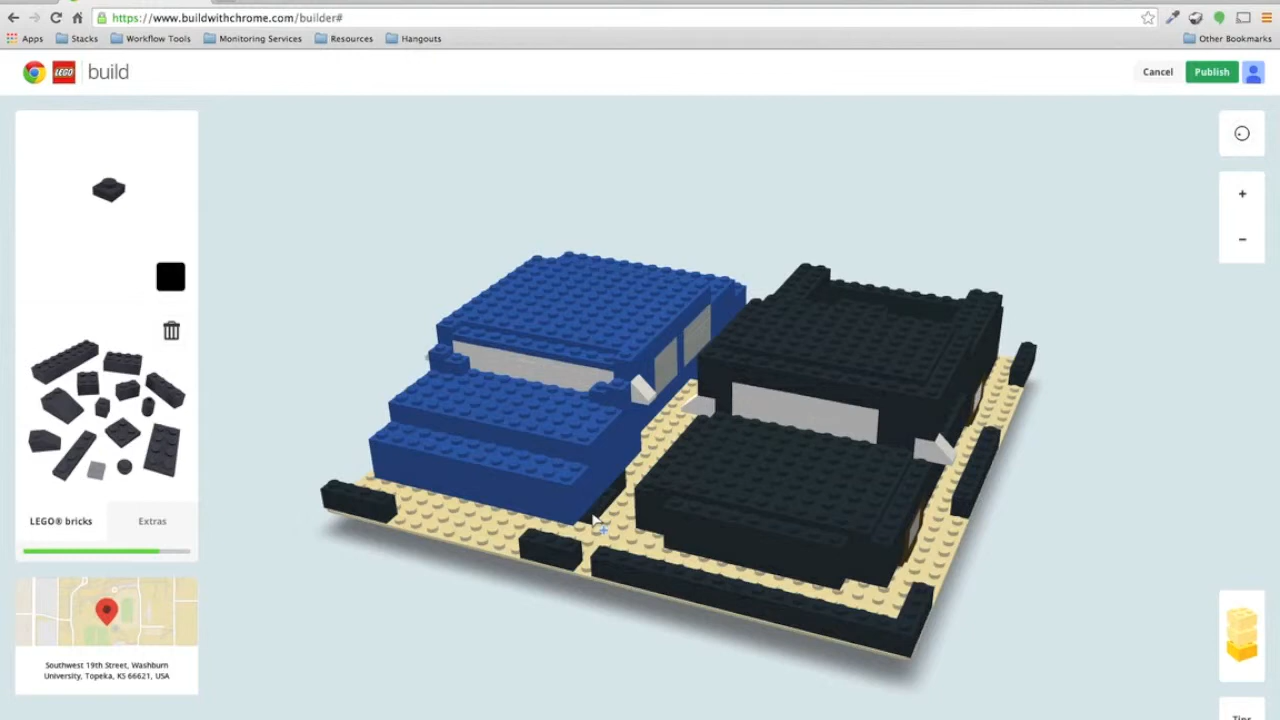 https://www.buildwithchrome.com/builder#
Apps
Stacks
Workflow Tools
Monitoring Services
Resources
Hangouts
Other Bookmarks
LEGO
build
Cancel
Publish
+
−
LEGO® bricks
Extras
Southwest 19th Street, Washburn
University, Topeka, KS 66621, USA